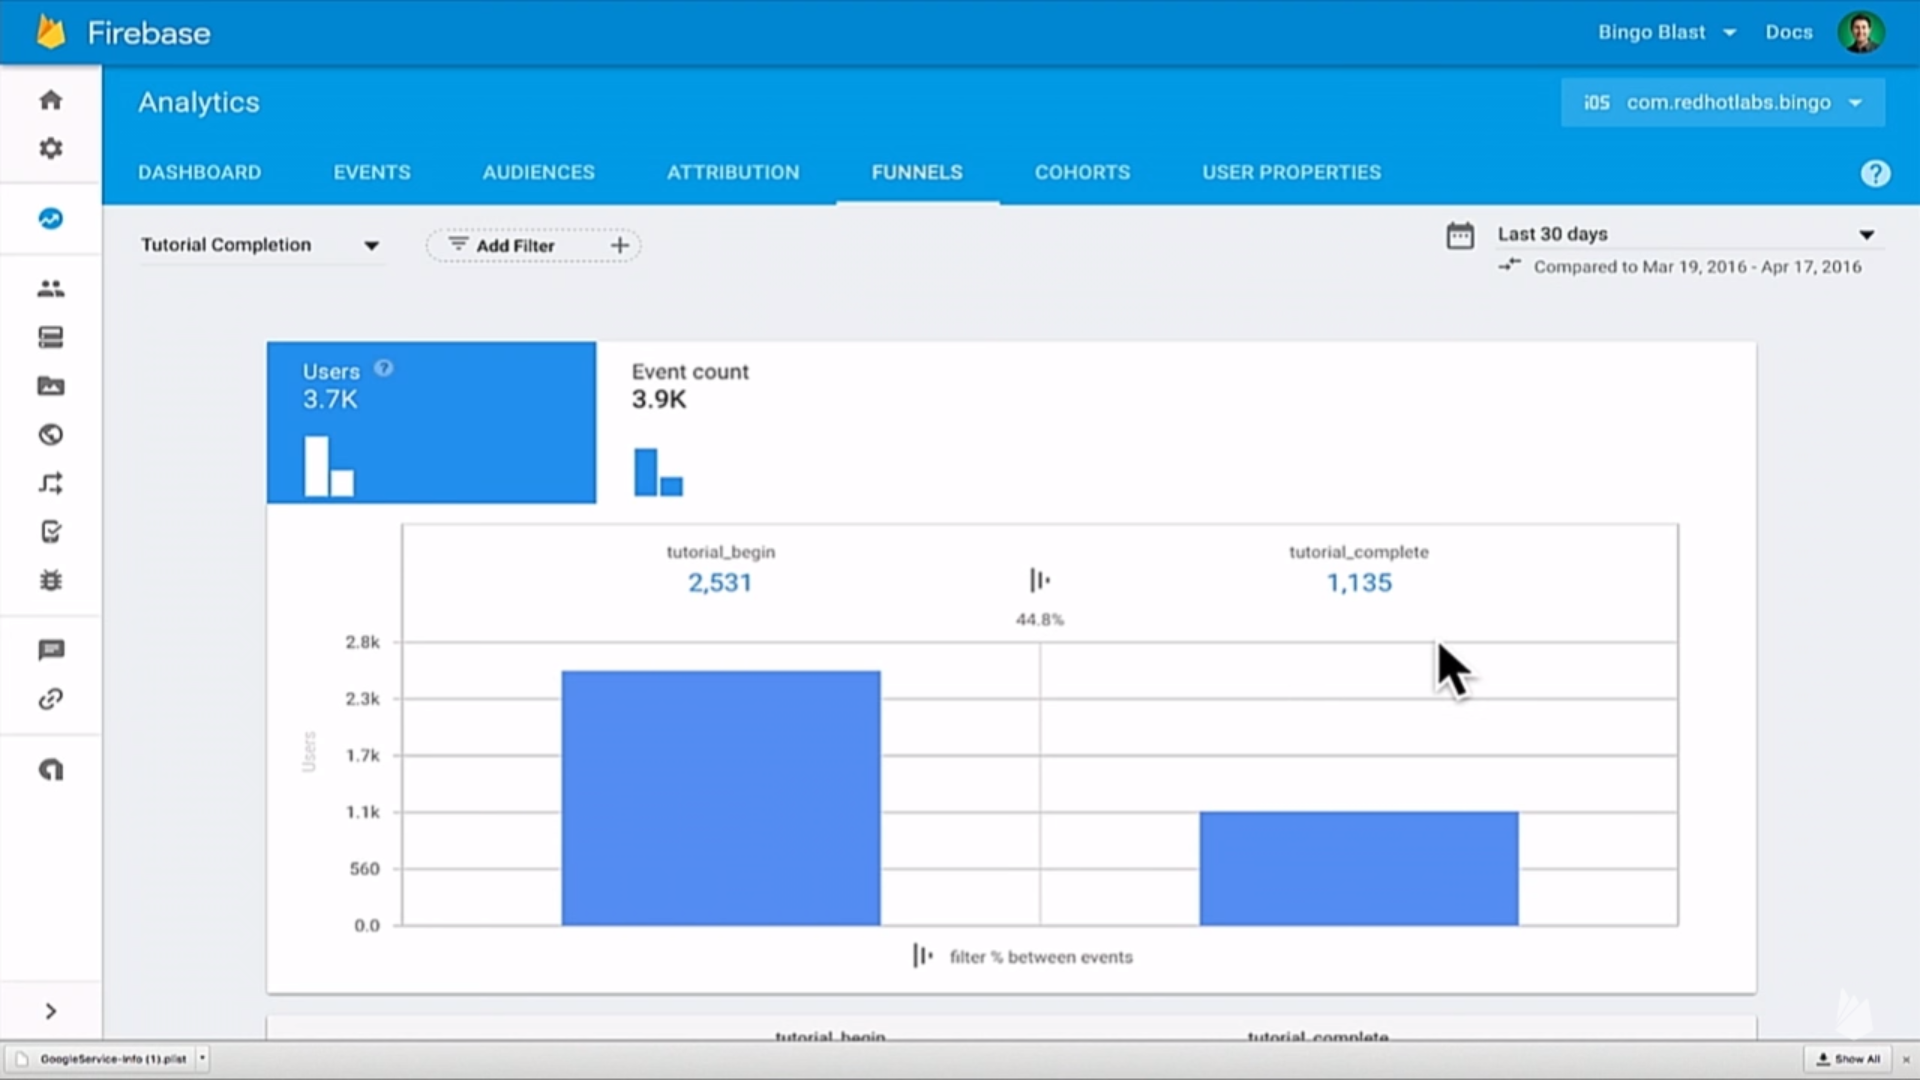 Firebase
Bingo Blast
Docs
Analytics
iOS com.redhotlabs.bingo
DASHBOARD
EVENTS
AUDIENCES
ATTRIBUTION
FUNNELS
COHORTS
USER PROPERTIES
?
Tutorial Completion
Add Filter +
Last 30 days
Compared to Mar 19, 2016 - Apr 17, 2016
Users ?
3.7K
Event count
3.9K
tutorial_begin
2,531
44.8%
tutorial_complete
1,135
2.8k
2.3k
1.7k
1.1k
560
0.0
Users
filter % between events
tutorial_begin
tutorial_complete
GoogleService-Info (1).plist
Show All